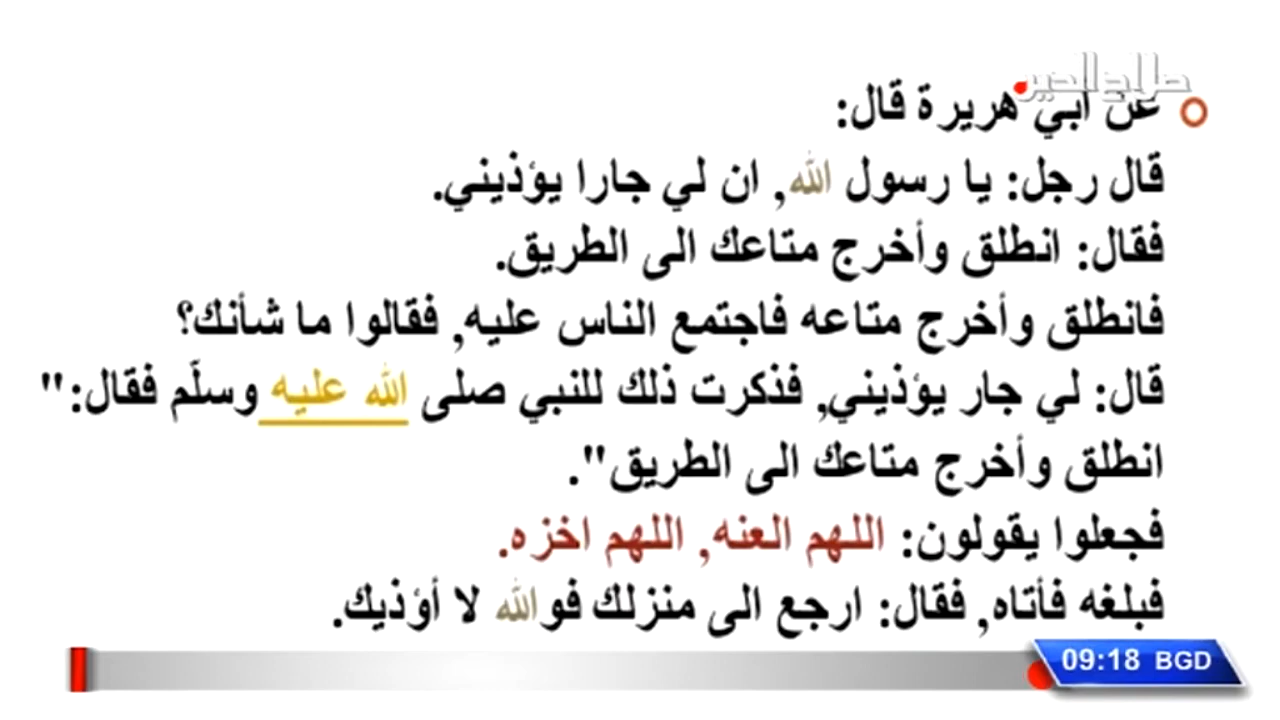 صلاح الدين
عن أبي هريرة قال:
قال رجل: يا رسول الله, ان لي جارا يؤذيني.
فقال: انطلق وأخرج متاعك الى الطريق.
فانطلق وأخرج متاعه فاجتمع الناس عليه, فقالوا ما شأنك؟
قال: لي جار يؤذيني, فذكرت ذلك للنبي صلى الله عليه وسلّم فقال:"
انطلق وأخرج متاعك الى الطريق".
فجعلوا يقولون: اللهم العنه, اللهم اخزه.
فبلغه فأتاه, فقال: ارجع الى منزلك فوالله لا أؤذيك.
09:18 BGD